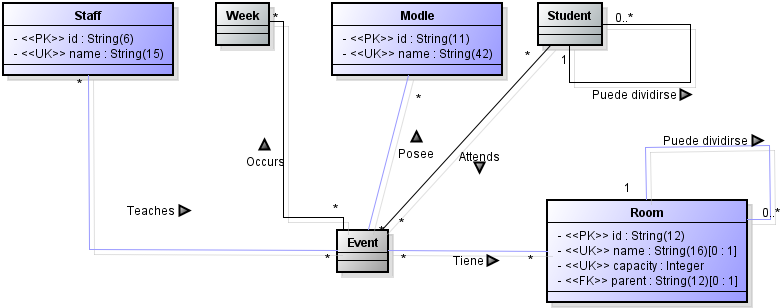 Staff
- <<PK>> id : String(6)
- <<UK>> name : String(15)
Week
*
Modle
- <<PK>> id : String(11)
- <<UK>> name : String(42)
Student
0..*
1
Puede dividirse
*
*
*
Occurs
Posee
Attends
Puede dividirse
1
0..*
Teaches
*
*
*
Room
- <<PK>> id : String(12)
- <<UK>> name : String(16)[0 : 1]
- <<UK>> capacity : Integer
- <<FK>> parent : String(12)[0 : 1]
Event
*
*
Tiene
*